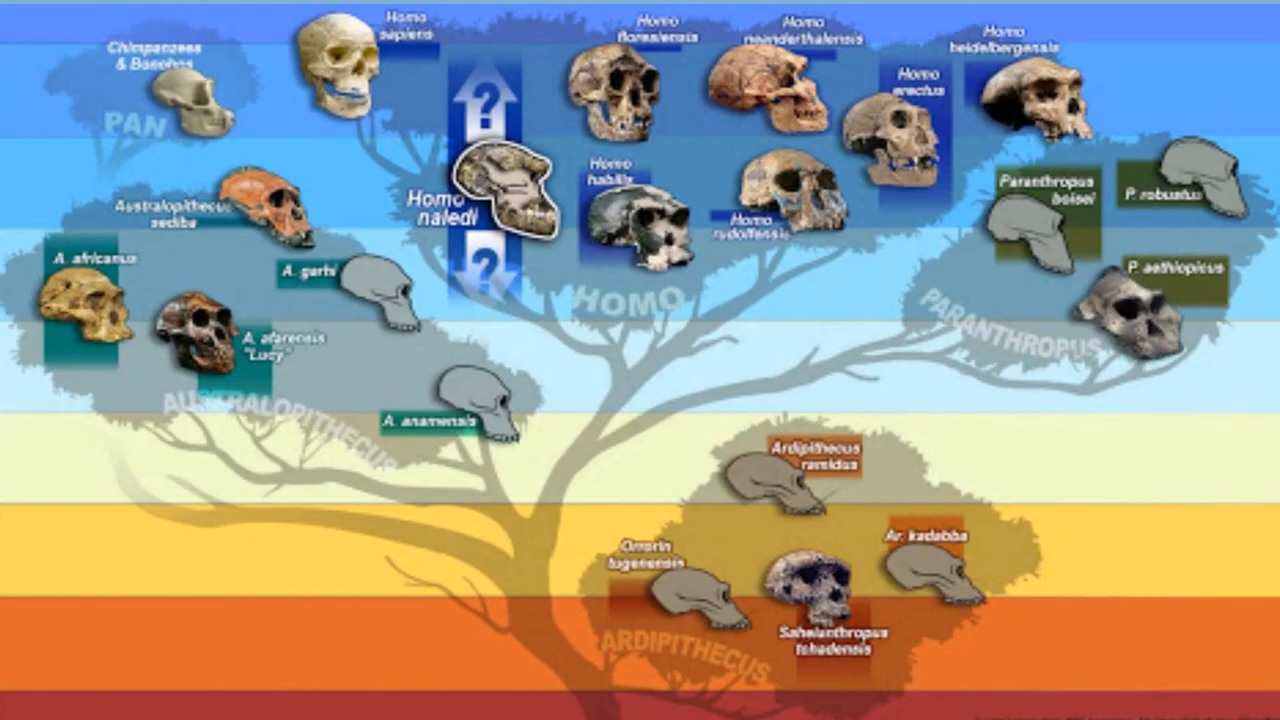 Homo
sapiens
Homo
floresiensis
Homo
neanderthalensis
Homo
heidelbergensis
Chimpanzees
& Bonobos
PAN
?
Homo
erectus
Homo
naledi
?
Homo
habilis
Homo
rudolfensis
Paranthropus
boisei
P. robustus
P. aethiopicus
Australopithecus
sediba
A. africanus
A. garhi
A. afarensis
"Lucy"
HOMO
PARANTHROPUS
AUSTRALOPITHECUS
A. anamensis
Ardipithecus
ramidus
Ar. kadabba
Orrorin
tugenensis
Sahelanthropus
tchadensis
ARDIPITHECUS